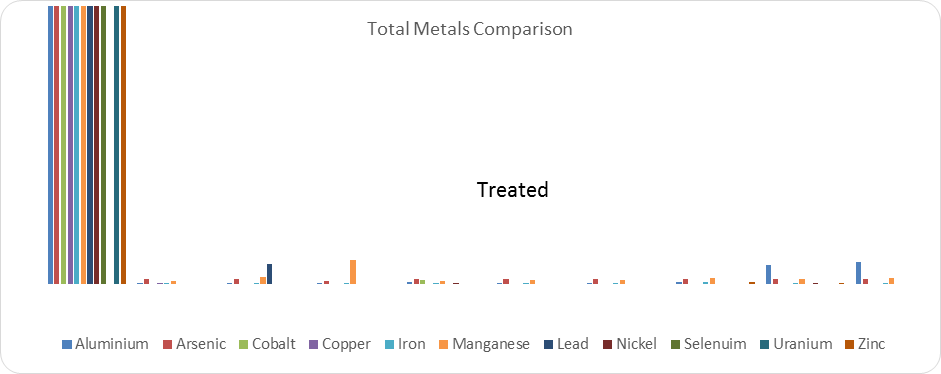 Total Metals Comparison
Treated
Aluminium Arsenic Cobalt Copper Iron Manganese Lead Nickel Selenuim Uranium Zinc